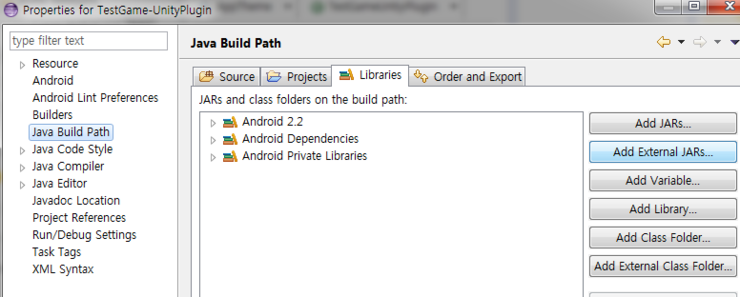 Properties for TestGame-UnityPlugin
type filter text
Resource
Android
Android Lint Preferences
Builders
Java Build Path
Java Code Style
Java Compiler
Java Editor
Javadoc Location
Project References
Run/Debug Settings
Task Tags
XML Syntax
Java Build Path
Source
Projects
Libraries
Order and Export
JARs and class folders on the build path:
Android 2.2
Android Dependencies
Android Private Libraries
Add JARs...
Add External JARs...
Add Variable...
Add Library...
Add Class Folder...
Add External Class Folder...